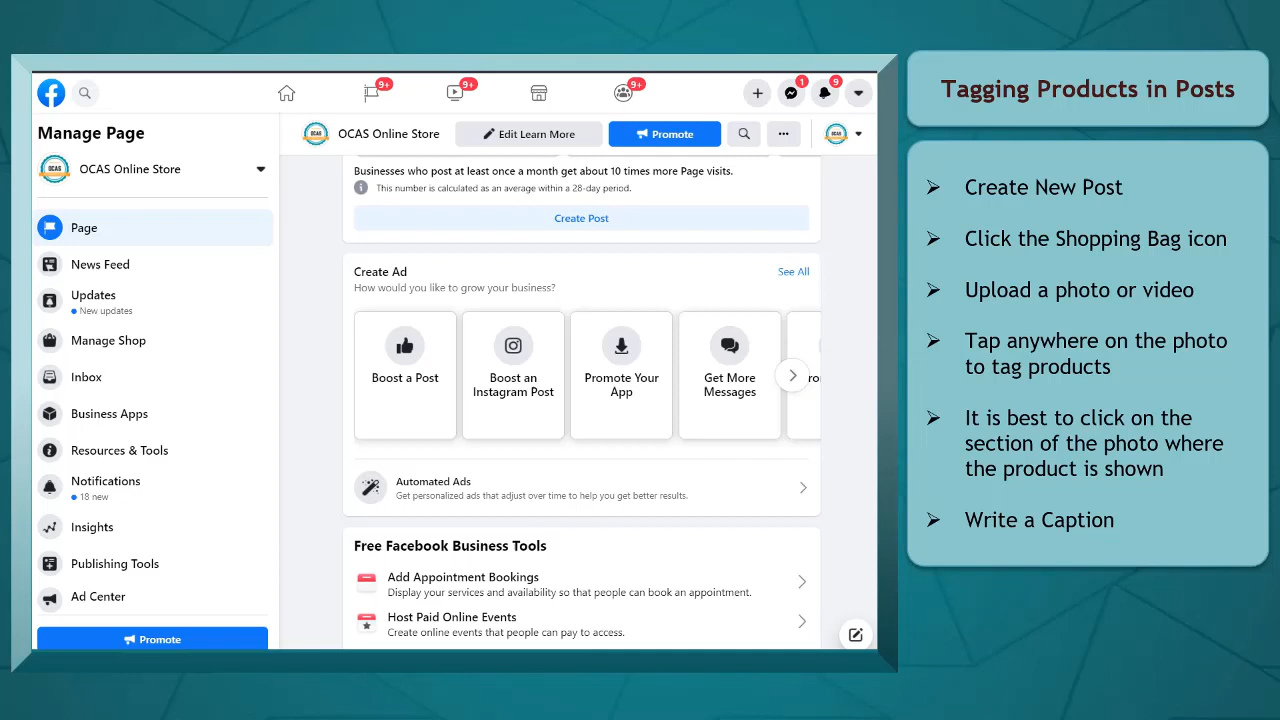 9+
9+
9+
1
9
Manage Page
OCAS Online Store
Page
News Feed
Updates
New updates
Manage Shop
Inbox
Business Apps
Resources & Tools
Notifications
18 new
Insights
Publishing Tools
Ad Center
Promote
OCAS
OCAS Online Store
Edit Learn More
Promote
OCAS
Businesses who post at least once a month get about 10 times more Page visits.
This number is calculated as an average within a 28-day period.
Create Post
Create Ad
See All
How would you like to grow your business?
Boost a Post
Boost an
Instagram Post
Promote Your
App
Get More
Messages
Automated Ads
Get personalized ads that adjust over time to help you get better results.
Free Facebook Business Tools
Add Appointment Bookings
Display your services and availability so that people can book an appointment.
Host Paid Online Events
Create online events that people can pay to access.
Tagging Products in Posts
Create New Post
Click the Shopping Bag icon
Upload a photo or video
Tap anywhere on the photo
to tag products
It is best to click on the
section of the photo where
the product is shown
Write a Caption